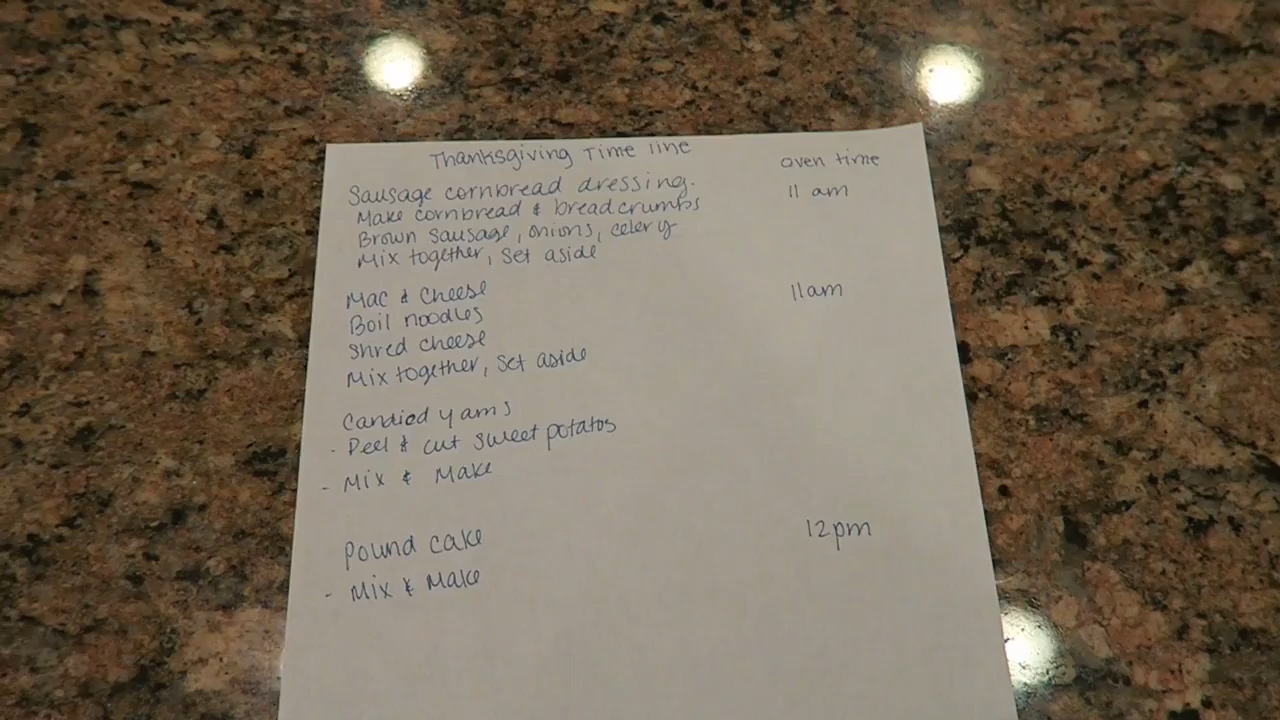 Thanksgiving Time line
oven time
Sausage cornbread dressing. 11 am
Make cornbread & breadcrumbs
Brown sausage, onions, celery
Mix together, set aside
Mac & Cheese 11am
Boil noodles
Shred cheese
Mix together, set aside
Candied yams
- Peel & cut sweet potatos
- Mix & Make
Pound cake 12pm
- Mix & Make